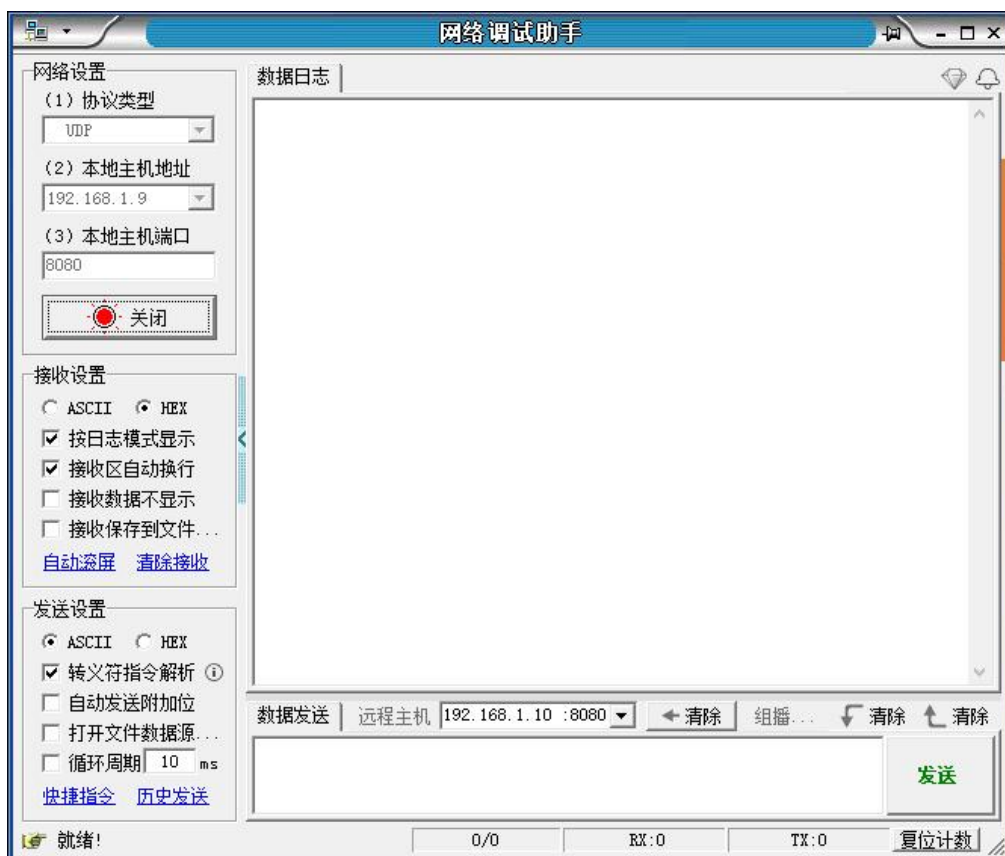 网络调试助手
网络设置
(1) 协议类型
UDP
(2) 本地主机地址
192.168.1.9
(3) 本地主机端口
8080
关闭
接收设置
ASCII HEX
按日志模式显示
接收区自动换行
接收数据不显示
接收保存到文件...
自动滚屏 清除接收
发送设置
ASCII HEX
转义符指令解析
自动发送附加位
打开文件数据源...
循环周期 10 ms
快捷指令 历史发送
数据日志
数据发送 远程主机 192.168.1.10 :8080 清除 组播... 清除 清除
发送
就绪! 0/0 RX:0 TX:0 复位计数